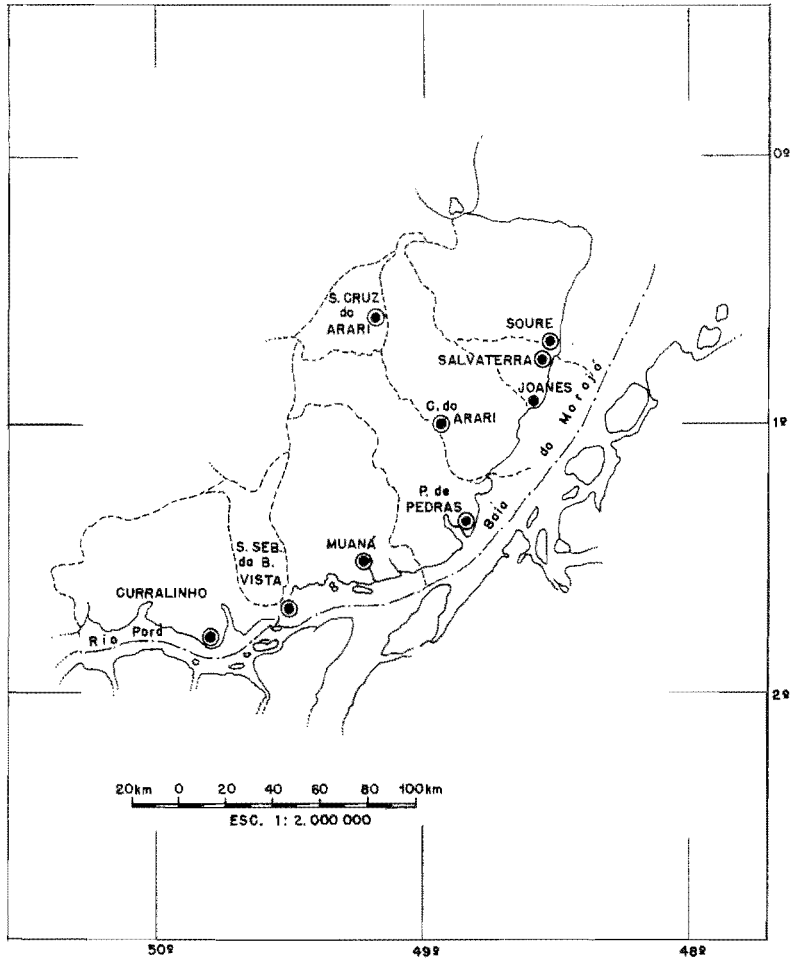 0º
S. CRUZ
do
ARARI
SOURE
SALVATERRA
JOANES
C. do
ARARI
1º
Baía do Marajó
P. de
PEDRAS
S. SEB.
da B.
VISTA
MUANÁ
B
CURRALINHO
Rio Pará
2º
20km 0 20 40 60 80 100km
ESC. 1: 2.000 000
50º 49º 48º